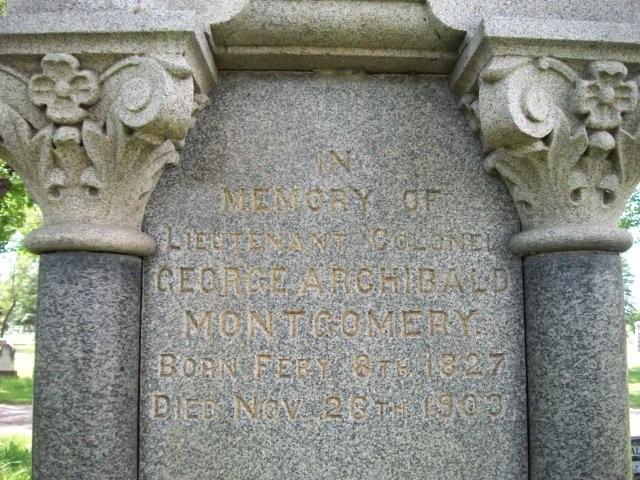 IN
MEMORY OF
LIEUTENANT COLONEL
GEORGE ARCHIBALD
MONTGOMERY.
BORN FEBY 8TH 1827
DIED NOV. 26TH 1903.